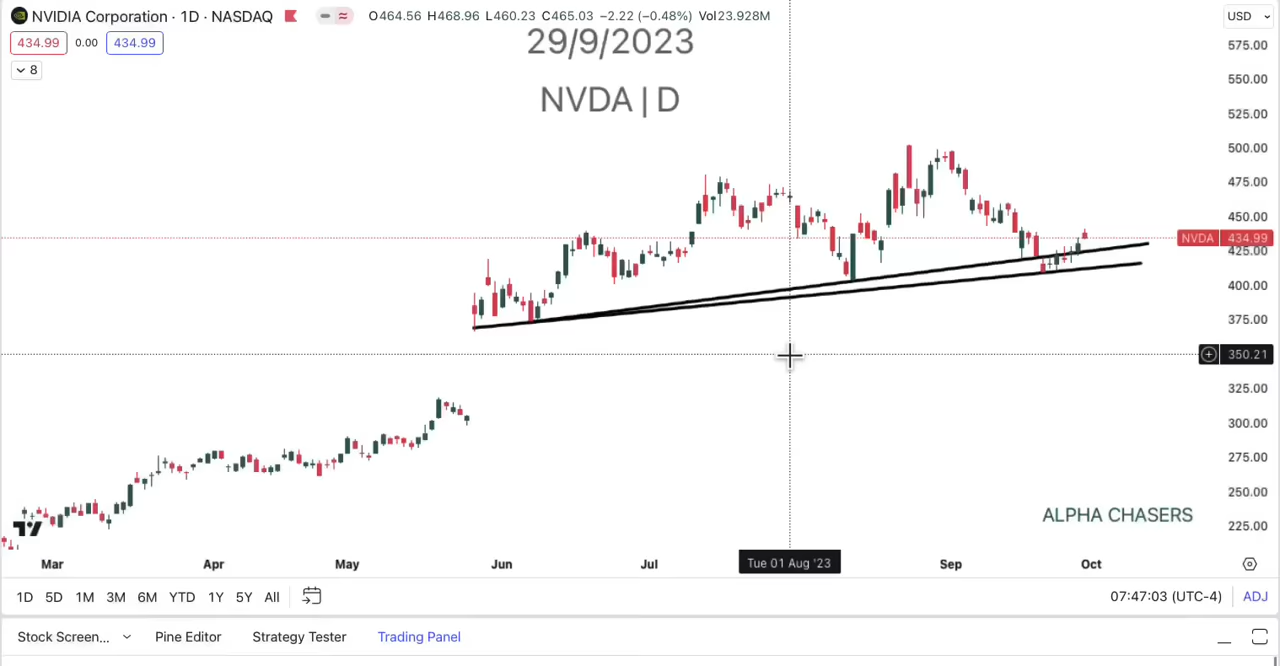 NVIDIA Corporation · 1D · NASDAQ O464.56 H468.96 L460.23 C465.03 −2.22 (−0.48%) Vol23.928M
USD
434.99 0.00 434.99
8
29/9/2023
NVDA | D
575.00
550.00
525.00
500.00
475.00
450.00
NVDA 434.99
425.00
400.00
375.00
350.21
325.00
300.00
275.00
250.00
225.00
ALPHA CHASERS
Mar Apr May Jun Jul Tue 01 Aug '23 Sep Oct
1D 5D 1M 3M 6M YTD 1Y 5Y All 07:47:03 (UTC-4) ADJ
Stock Screen... Pine Editor Strategy Tester Trading Panel